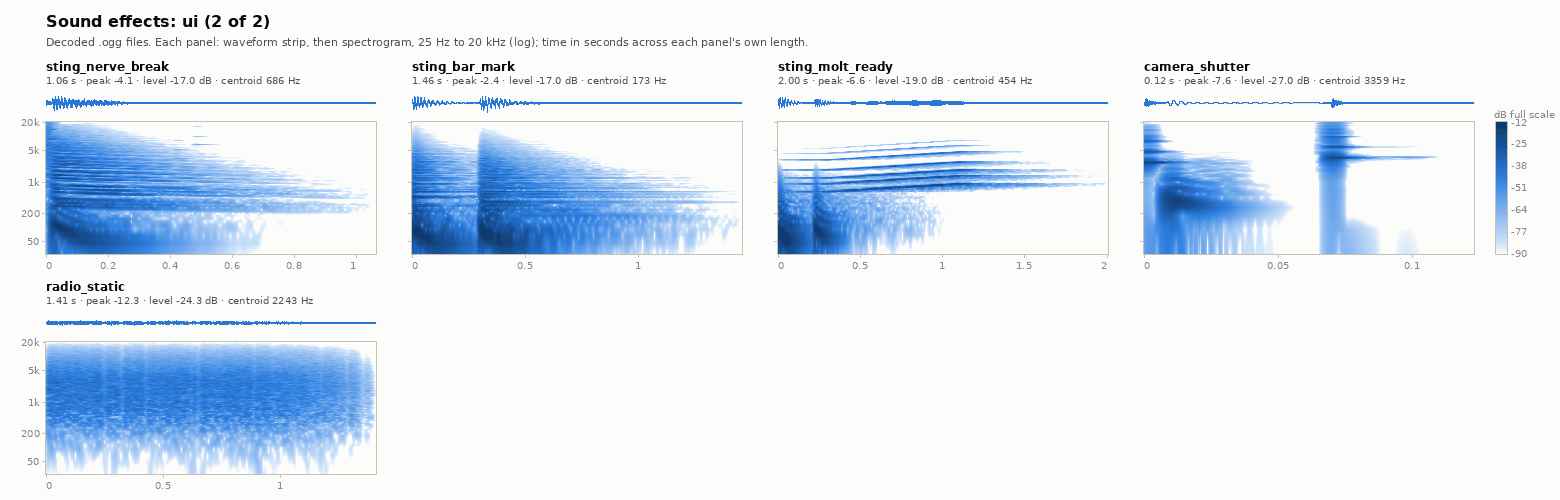 Sound effects: ui (2 of 2)
Decoded .ogg files. Each panel: waveform strip, then spectrogram, 25 Hz to 20 kHz (log); time in seconds across each panel's own length.
sting_nerve_break
1.06 s · peak -4.1 · level -17.0 dB · centroid 686 Hz
20k
5k
1k
200
50
0 0.2 0.4 0.6 0.8 1
sting_bar_mark
1.46 s · peak -2.4 · level -17.0 dB · centroid 173 Hz
0 0.5 1
sting_molt_ready
2.00 s · peak -6.6 · level -19.0 dB · centroid 454 Hz
0 0.5 1 1.5 2
camera_shutter
0.12 s · peak -7.6 · level -27.0 dB · centroid 3359 Hz
0 0.05 0.1
dB full scale
-12
-25
-38
-51
-64
-77
-90
radio_static
1.41 s · peak -12.3 · level -24.3 dB · centroid 2243 Hz
20k
5k
1k
200
50
0 0.5 1